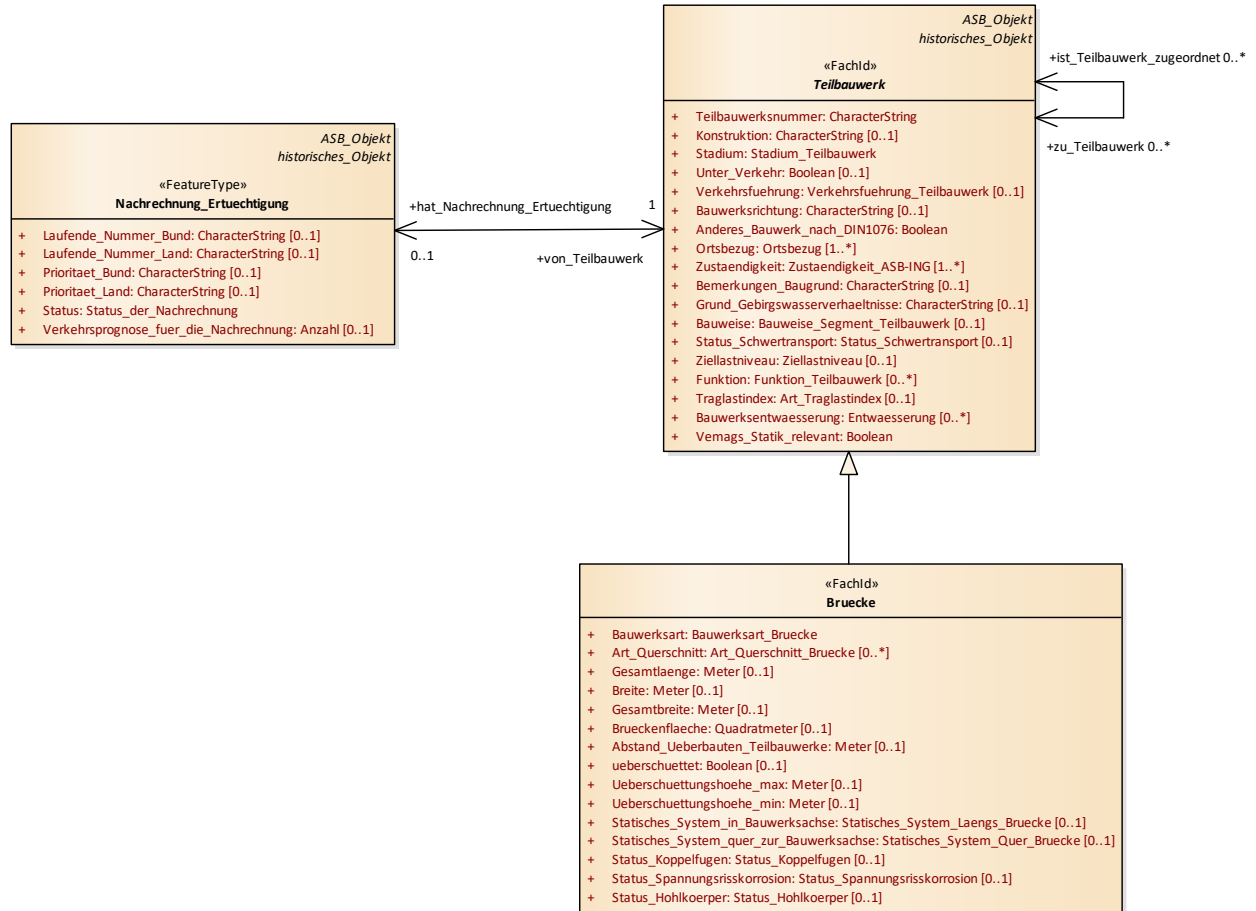 ASB_Objekt
historisches_Objekt
«FachId»
Teilbauwerk
+ Teilbauwerksnummer: CharacterString
+ Konstruktion: CharacterString [0..1]
+ Stadium: Stadium_Teilbauwerk
+ Unter_Verkehr: Boolean [0..1]
+ Verkehrsfuehrung: Verkehrsfuehrung_Teilbauwerk [0..1]
+ Bauwerksrichtung: CharacterString [0..1]
+ Anderes_Bauwerk_nach_DIN1076: Boolean
+ Ortsbezug: Ortsbezug [1..*]
+ Zustaendigkeit: Zustaendigkeit_ASB-ING [1..*]
+ Bemerkungen_Baugrund: CharacterString [0..1]
+ Grund_Gebirgswasserverhaeltnisse: CharacterString [0..1]
+ Bauweise: Bauweise_Segment_Teilbauwerk [0..1]
+ Status_Schwertransport: Status_Schwertransport [0..1]
+ Ziellastniveau: Ziellastniveau [0..1]
+ Funktion: Funktion_Teilbauwerk [0..*]
+ Traglastindex: Art_Traglastindex [0..1]
+ Bauwerksentwaesserung: Entwaesserung [0..*]
+ Vemags_Statik_relevant: Boolean
+ist_Teilbauwerk_zugeordnet 0..*
+zu_Teilbauwerk 0..*
ASB_Objekt
historisches_Objekt
«FeatureType»
Nachrechnung_Ertuechtigung
+ Laufende_Nummer_Bund: CharacterString [0..1]
+ Laufende_Nummer_Land: CharacterString [0..1]
+ Prioritaet_Bund: CharacterString [0..1]
+ Prioritaet_Land: CharacterString [0..1]
+ Status: Status_der_Nachrechnung
+ Verkehrsprognose_fuer_die_Nachrechnung: Anzahl [0..1]
+hat_Nachrechnung_Ertuechtigung 1
0..1 +von_Teilbauwerk
«FachId»
Bruecke
+ Bauwerksart: Bauwerksart_Bruecke
+ Art_Querschnitt: Art_Querschnitt_Bruecke [0..*]
+ Gesamtlaenge: Meter [0..1]
+ Breite: Meter [0..1]
+ Gesamtbreite: Meter [0..1]
+ Brueckenflaeche: Quadratmeter [0..1]
+ Abstand_Ueberbauten_Teilbauwerke: Meter [0..1]
+ ueberschuettet: Boolean [0..1]
+ Ueberschuettungshoehe_max: Meter [0..1]
+ Ueberschuettungshoehe_min: Meter [0..1]
+ Statisches_System_in_Bauwerksachse: Statisches_System_Laengs_Bruecke [0..1]
+ Statisches_System_quer_zur_Bauwerksachse: Statisches_System_Quer_Bruecke [0..1]
+ Status_Koppelfugen: Status_Koppelfugen [0..1]
+ Status_Spannungsrisskorrosion: Status_Spannungsrisskorrosion [0..1]
+ Status_Hohlkoerper: Status_Hohlkoerper [0..1]